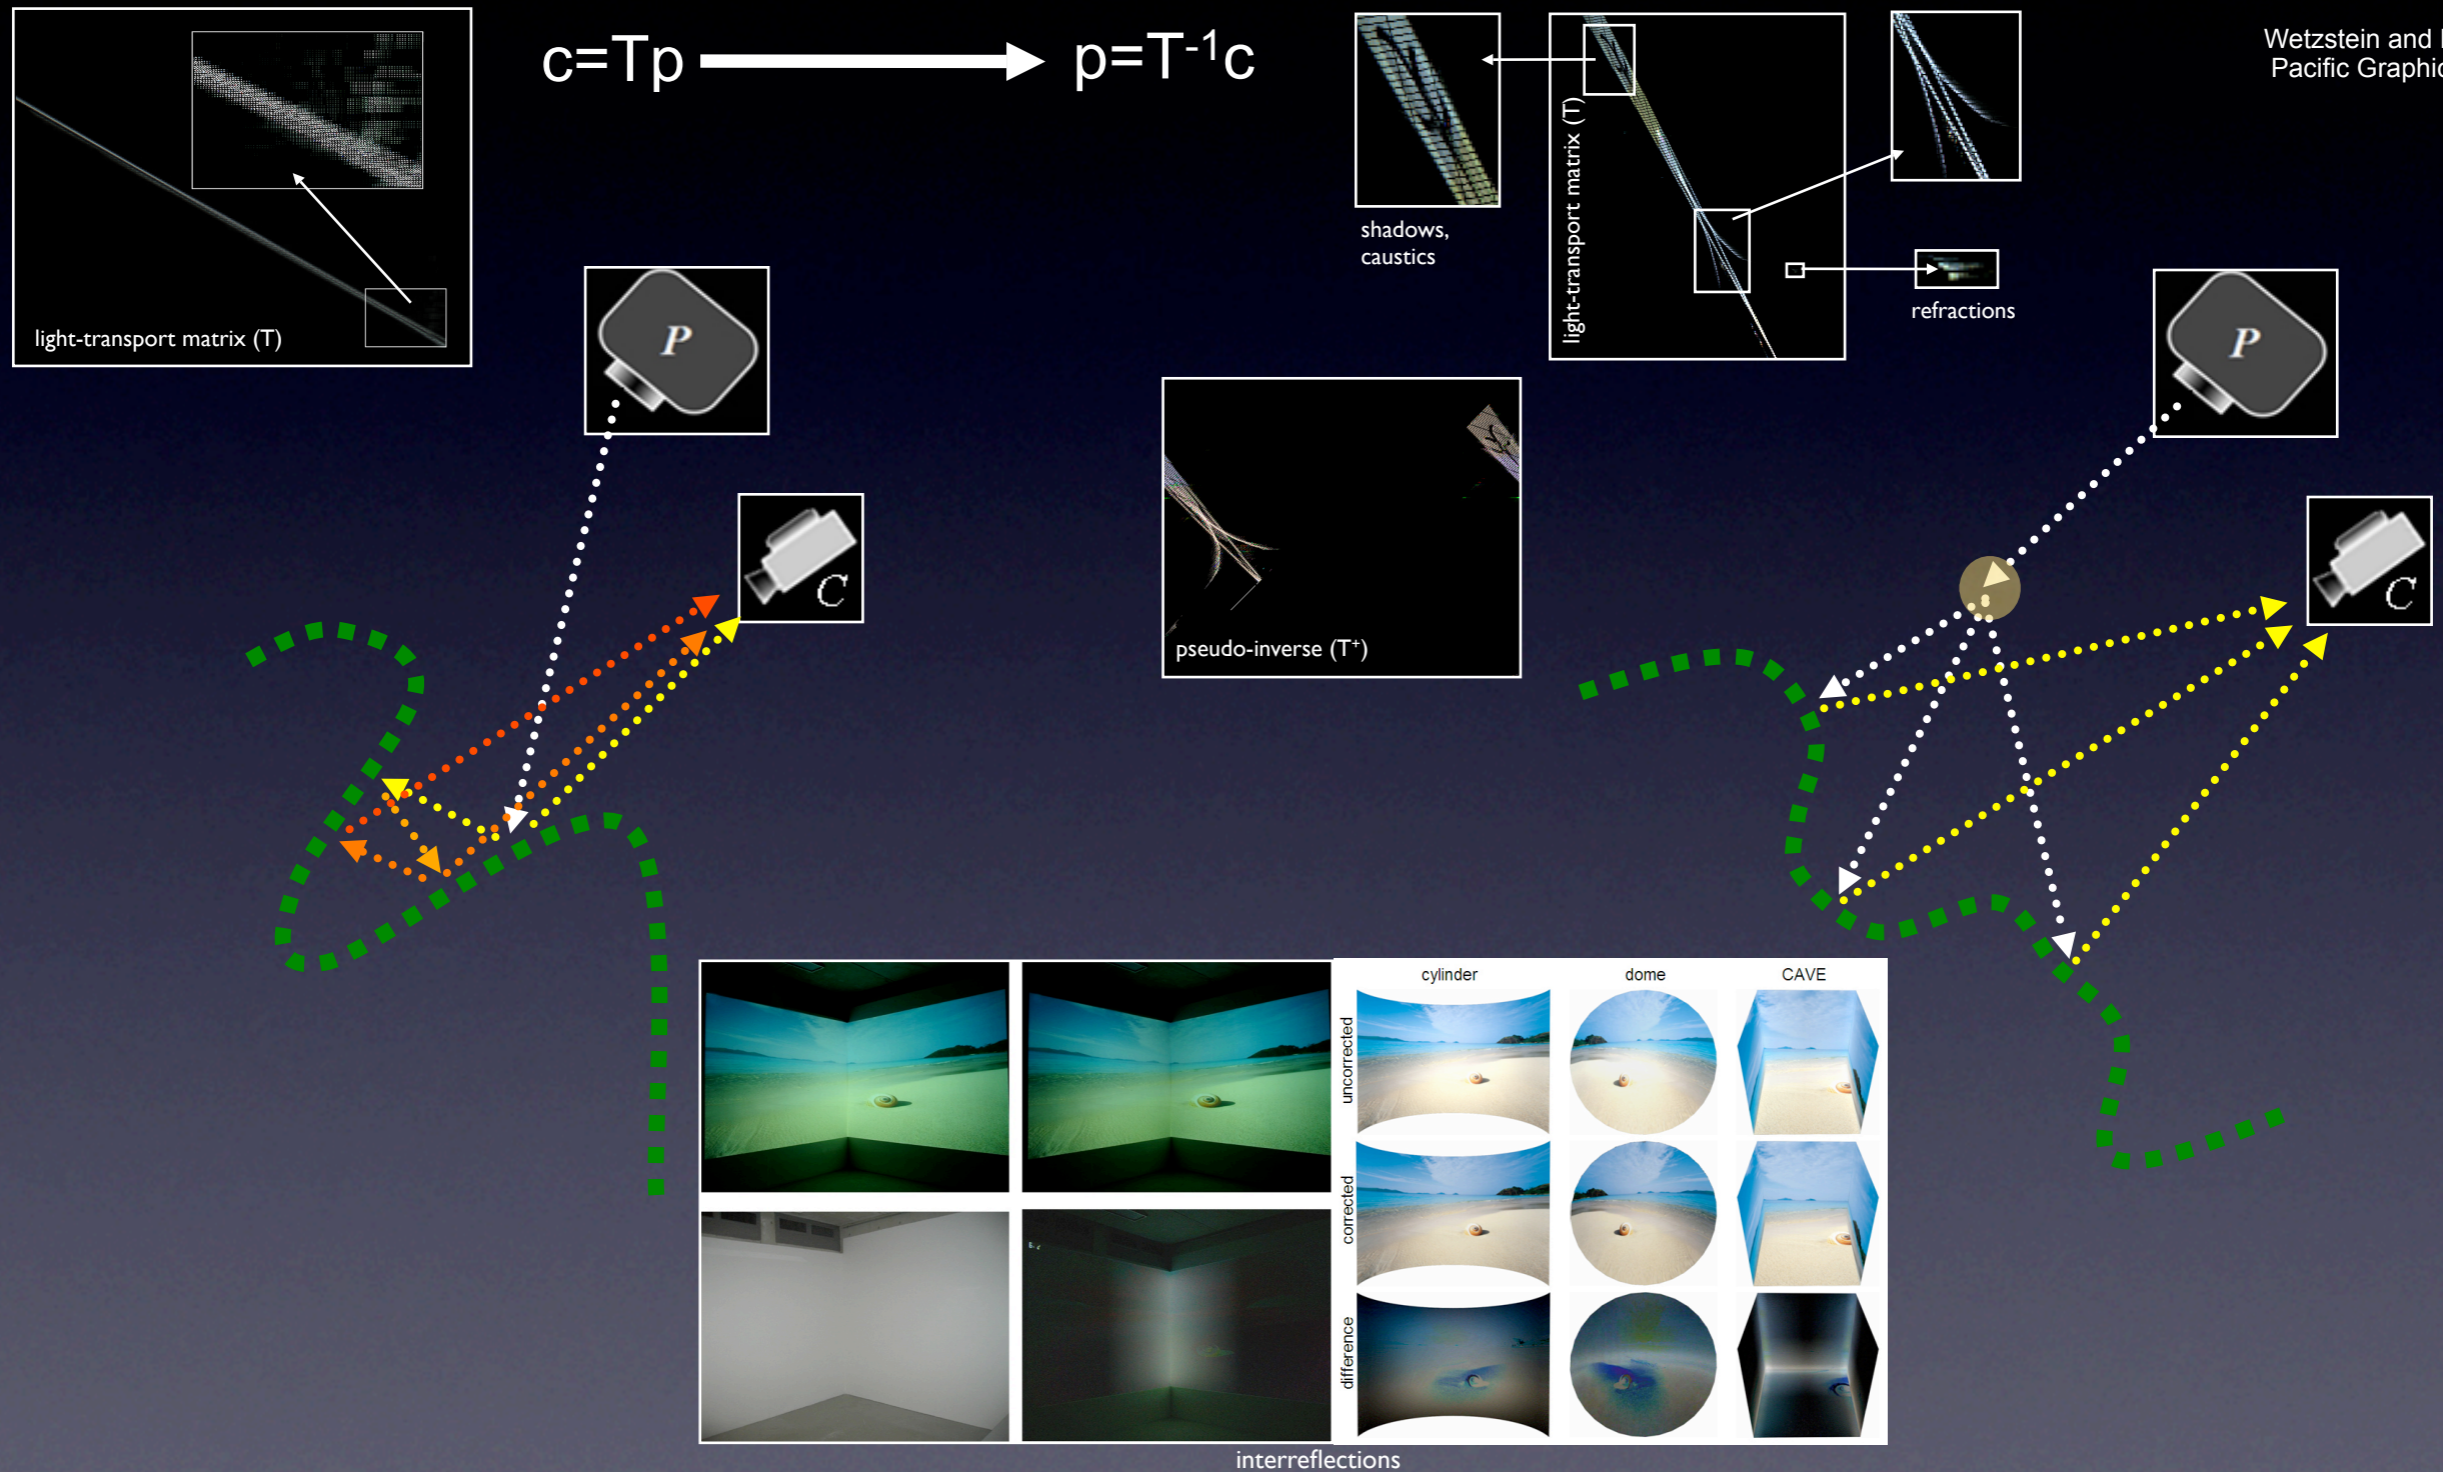 c=Tp
p=T⁻¹c
Wetzstein and
Pacific
light-transport matrix (T)
shadows,
caustics
light-transport matrix (T)
refractions
P
P
C
C
pseudo-inverse (T⁺)
cylinder dome CAVE
uncorrected
corrected
difference
interreflections